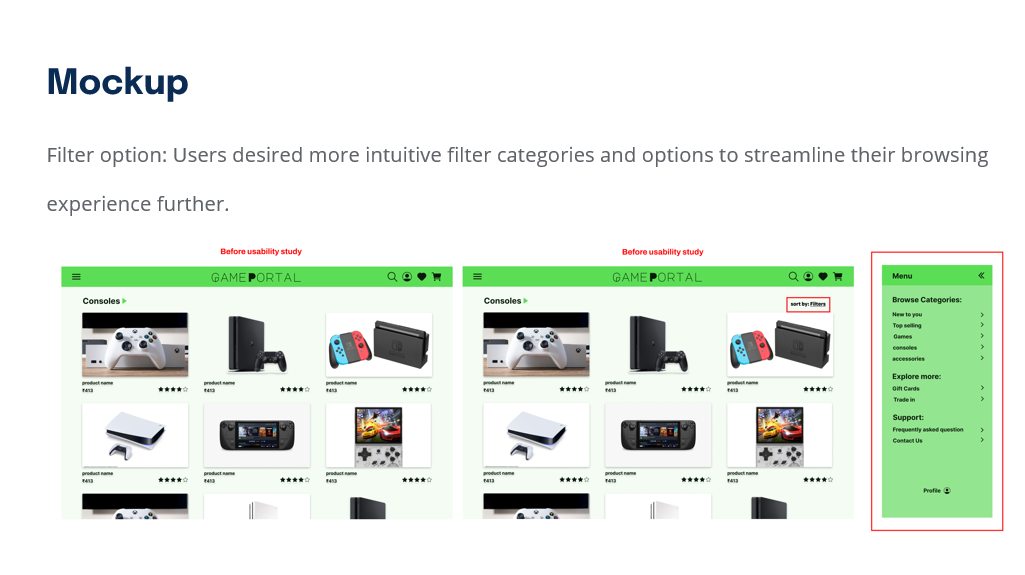 Mockup
Filter option: Users desired more intuitive filter categories and options to streamline their browsing
experience further.
Before usability study
GAMEPORTAL
Consoles
product name
₹413
product name
₹413
product name
₹413
product name
₹413
product name
₹413
product name
₹413
Before usability study
GAMEPORTAL
Consoles
sort by: Filters
product name
₹413
product name
₹413
product name
₹413
product name
₹413
product name
₹413
product name
₹413
Menu
Browse Categories:
New to you
Top selling
Games
consoles
accessories
Explore more:
Gift Cards
Trade in
Support:
Frequently asked question
Contact Us
Profile